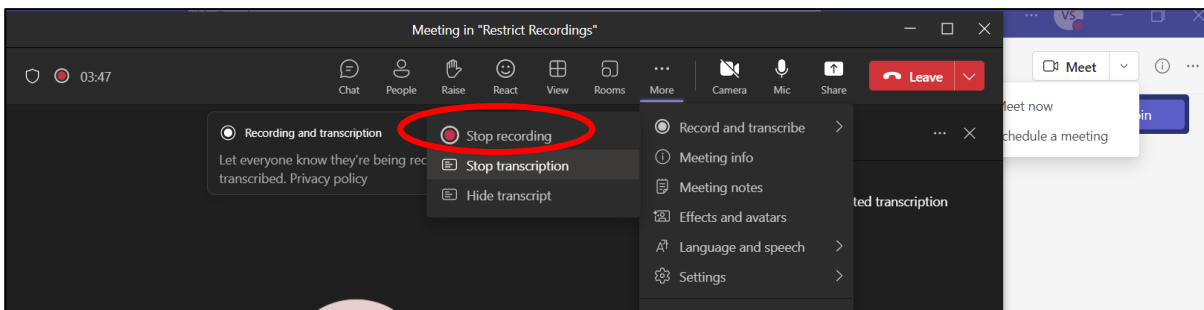 Meeting in "Restrict Recordings"
VS
03:47
Chat People Raise React View Rooms More Camera Mic Share Leave
Meet
Meet now
Schedule a meeting
Recording and transcription
Let everyone know they're being rec
transcribed. Privacy policy
Stop recording
Stop transcription
Hide transcript
Record and transcribe
Meeting info
Meeting notes
Effects and avatars
Language and speech
Settings
ted transcription